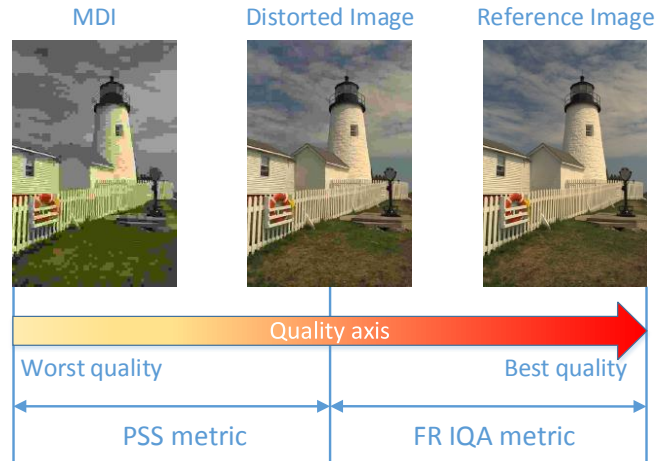 MDI
Distorted Image
Reference Image
Quality axis
Worst quality
Best quality
PSS metric
FR IQA metric